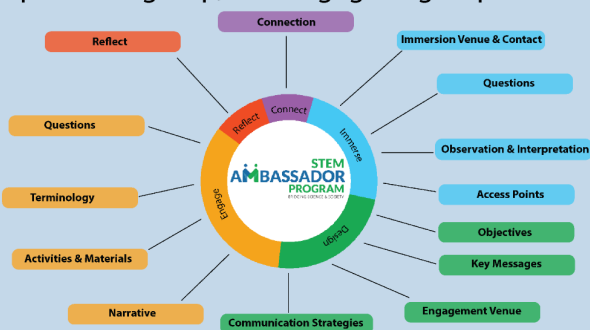 Connection
Reflect
Immersion Venue & Contact
Questions
Questions
Observation & Interpretation
Terminology
Access Points
Objectives
Activities & Materials
Key Messages
Narrative
Engagement Venue
Communication Strategies
Reflect
Connect
Immerse
Design
Engage
STEM
AMBASSADOR
PROGRAM